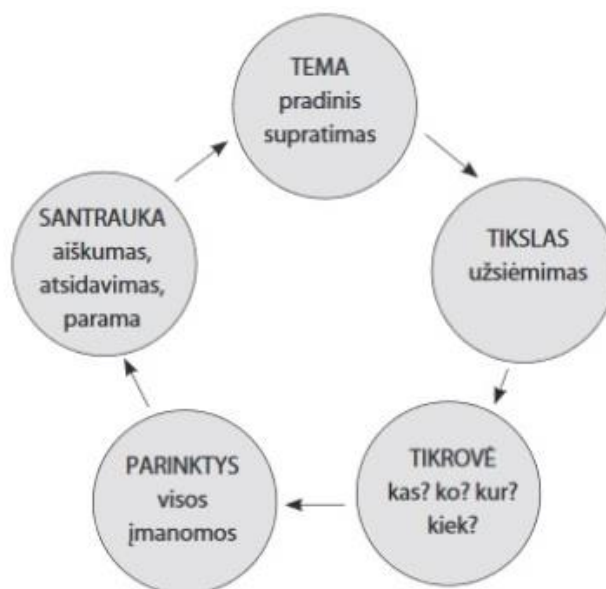 TEMA
pradinis
supratimas
TIKSLAS
užsiėmimas
TIKROVĖ
kas? ko? kur?
kiek?
PARINKTYS
visos
įmanomos
SANTRAUKA
aiškumas,
atsidavimas,
parama